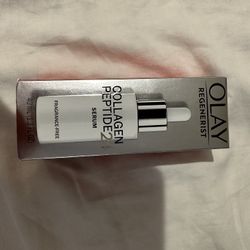 OLAY
REGENERIST
COLLAGEN
PEPTIDE24
SERUM
FRAGRANCE-FREE